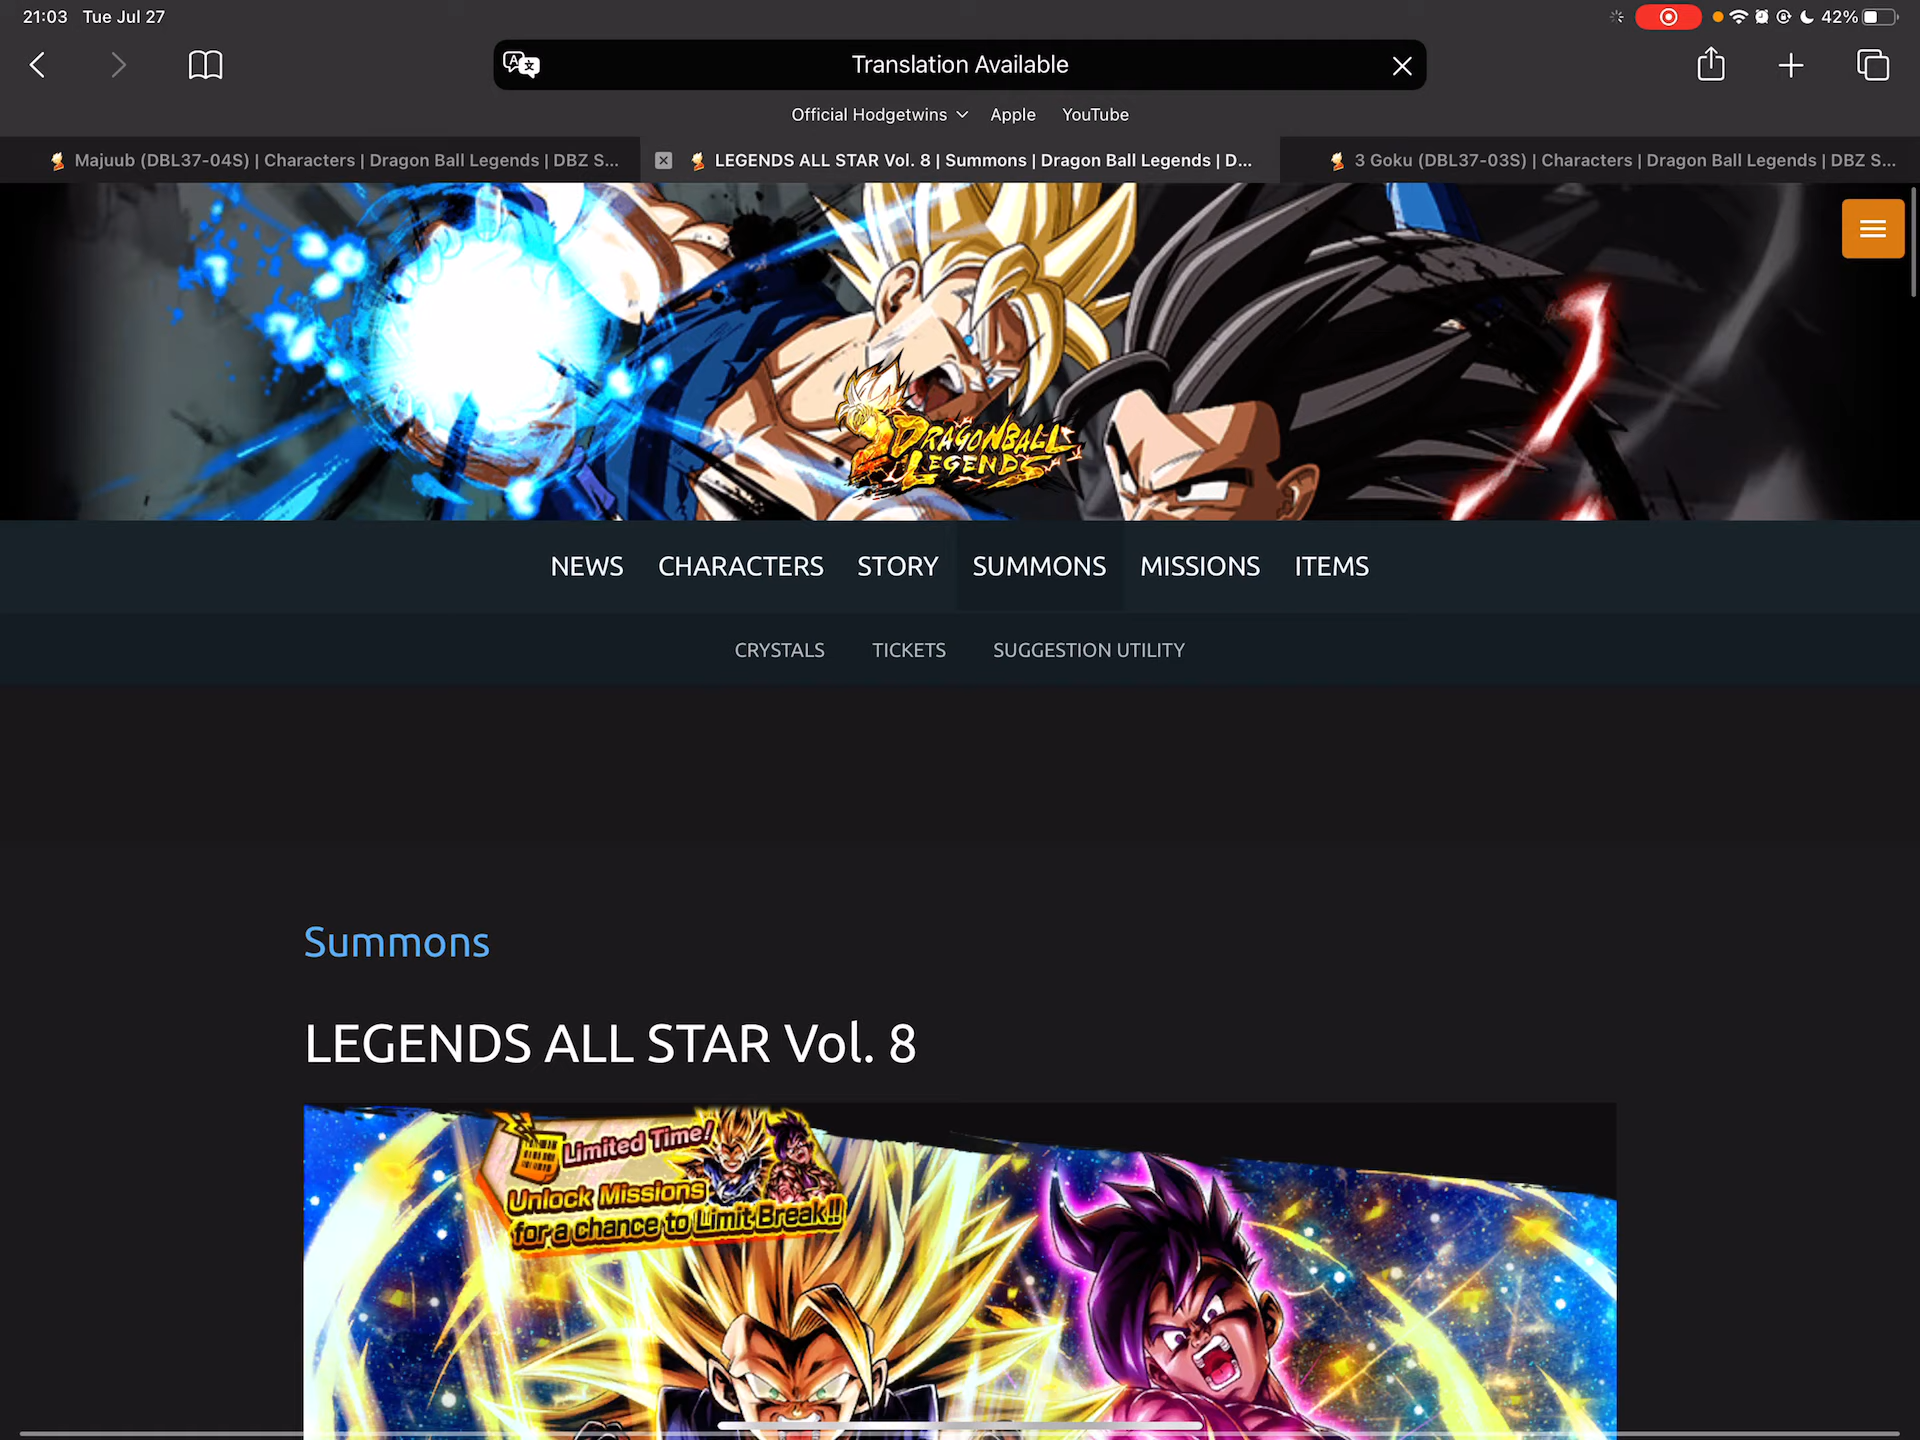 21:03 Tue Jul 27
42%
Translation Available
Official Hodgetwins Apple YouTube
Majuub (DBL37-04S) | Characters | Dragon Ball Legends | DBZ S...
LEGENDS ALL STAR Vol. 8 | Summons | Dragon Ball Legends | D...
3 Goku (DBL37-03S) | Characters | Dragon Ball Legends | DBZ S...
DRAGONBALL
LEGENDS
NEWS CHARACTERS STORY SUMMONS MISSIONS ITEMS
CRYSTALS TICKETS SUGGESTION UTILITY
Summons
LEGENDS ALL STAR Vol. 8
Limited Time!
Unlock Missions
for a chance to Limit Break!!